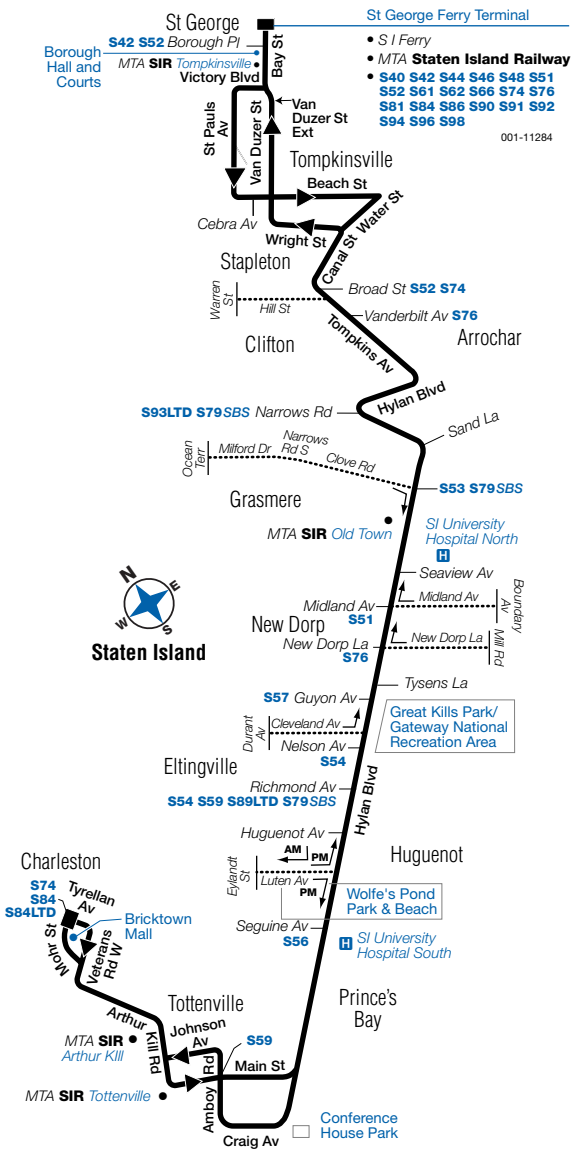 St George
St George Ferry Terminal
S42 S52 Borough Pl
Bay St
• S I Ferry
Borough
Hall and
Courts
MTA SIR Tompkinsville
• MTA Staten Island Railway
Victory Blvd
• S40 S42 S44 S46 S48 S51
S52 S61 S62 S66 S74 S76
S81 S84 S86 S90 S91 S92
S94 S96 S98
001-11284
St Pauls
Av
Van Duzer St
Van
Duzer St
Ext
Tompkinsville
Beach St
Water St
Cebra Av
Wright St
Canal St
Stapleton
Broad St S52 S74
Warren
St
Hill St
Vanderbilt Av S76
Tompkins Av
Clifton
Arrochar
Hylan Blvd
S93LTD S79SBS Narrows Rd
Sand La
Ocean
Terr
Milford Dr
Narrows
Rd S
Clove Rd
S53 S79SBS
Grasmere
MTA SIR Old Town
SI University
Hospital North
H
Seaview Av
N
E
W
S
Staten Island
Midland Av
Boundary
Av
Midland Av
S51
New Dorp
New Dorp La
Mill Rd
New Dorp La
S76
Tysens La
S57 Guyon Av
Great Kills Park/
Gateway National
Recreation Area
Durant
Av
Cleveland Av
Nelson Av
S54
Eltingville
Richmond Av
S54 S59 S89LTD S79SBS
Hylan Blvd
Huguenot Av
AM
PM
Huguenot
Eylandt
St
Luten Av
PM
Wolfe's Pond
Park & Beach
Seguine Av
S56
H
SI University
Hospital South
Charleston
S74
S84
S84LTD
Tyrellan
Av
Bricktown
Mall
Mohr St
Veterans
Rd W
Prince's
Bay
Arthur Kill Rd
Tottenville
Johnson
Av
MTA SIR
Arthur KIll
S59
Main St
MTA SIR Tottenville
Amboy Rd
Craig Av
Conference
House Park